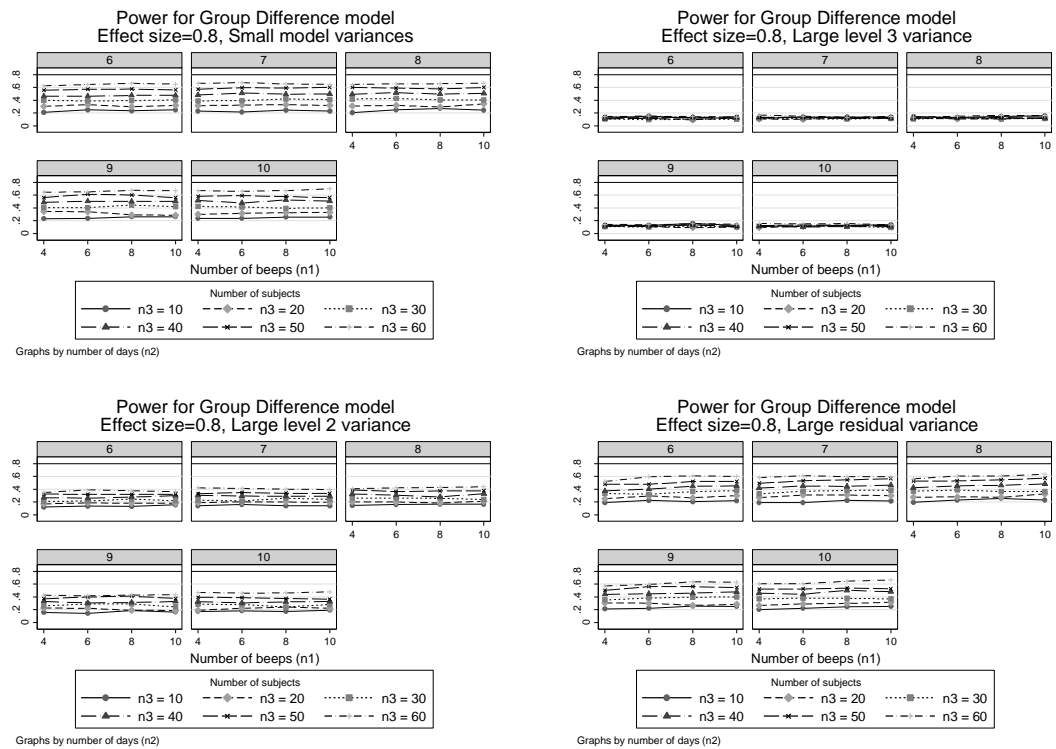 Power for Group Difference model
Effect size=0.8, Small model variances
6 7 8
0 .2 .4 .6 .8
4 6 8 10
9 10
0 .2 .4 .6 .8
4 6 8 10 4 6 8 10
Number of beeps (n1)
Number of subjects
n3 = 10 n3 = 20 n3 = 30
n3 = 40 n3 = 50 n3 = 60
Graphs by number of days (n2)
Power for Group Difference model
Effect size=0.8, Large level 3 variance
6 7 8
0 .2 .4 .6 .8
4 6 8 10
9 10
0 .2 .4 .6 .8
4 6 8 10 4 6 8 10
Number of beeps (n1)
Number of subjects
n3 = 10 n3 = 20 n3 = 30
n3 = 40 n3 = 50 n3 = 60
Graphs by number of days (n2)
Power for Group Difference model
Effect size=0.8, Large level 2 variance
6 7 8
0 .2 .4 .6 .8
4 6 8 10
9 10
0 .2 .4 .6 .8
4 6 8 10 4 6 8 10
Number of beeps (n1)
Number of subjects
n3 = 10 n3 = 20 n3 = 30
n3 = 40 n3 = 50 n3 = 60
Graphs by number of days (n2)
Power for Group Difference model
Effect size=0.8, Large residual variance
6 7 8
0 .2 .4 .6 .8
4 6 8 10
9 10
0 .2 .4 .6 .8
4 6 8 10 4 6 8 10
Number of beeps (n1)
Number of subjects
n3 = 10 n3 = 20 n3 = 30
n3 = 40 n3 = 50 n3 = 60
Graphs by number of days (n2)